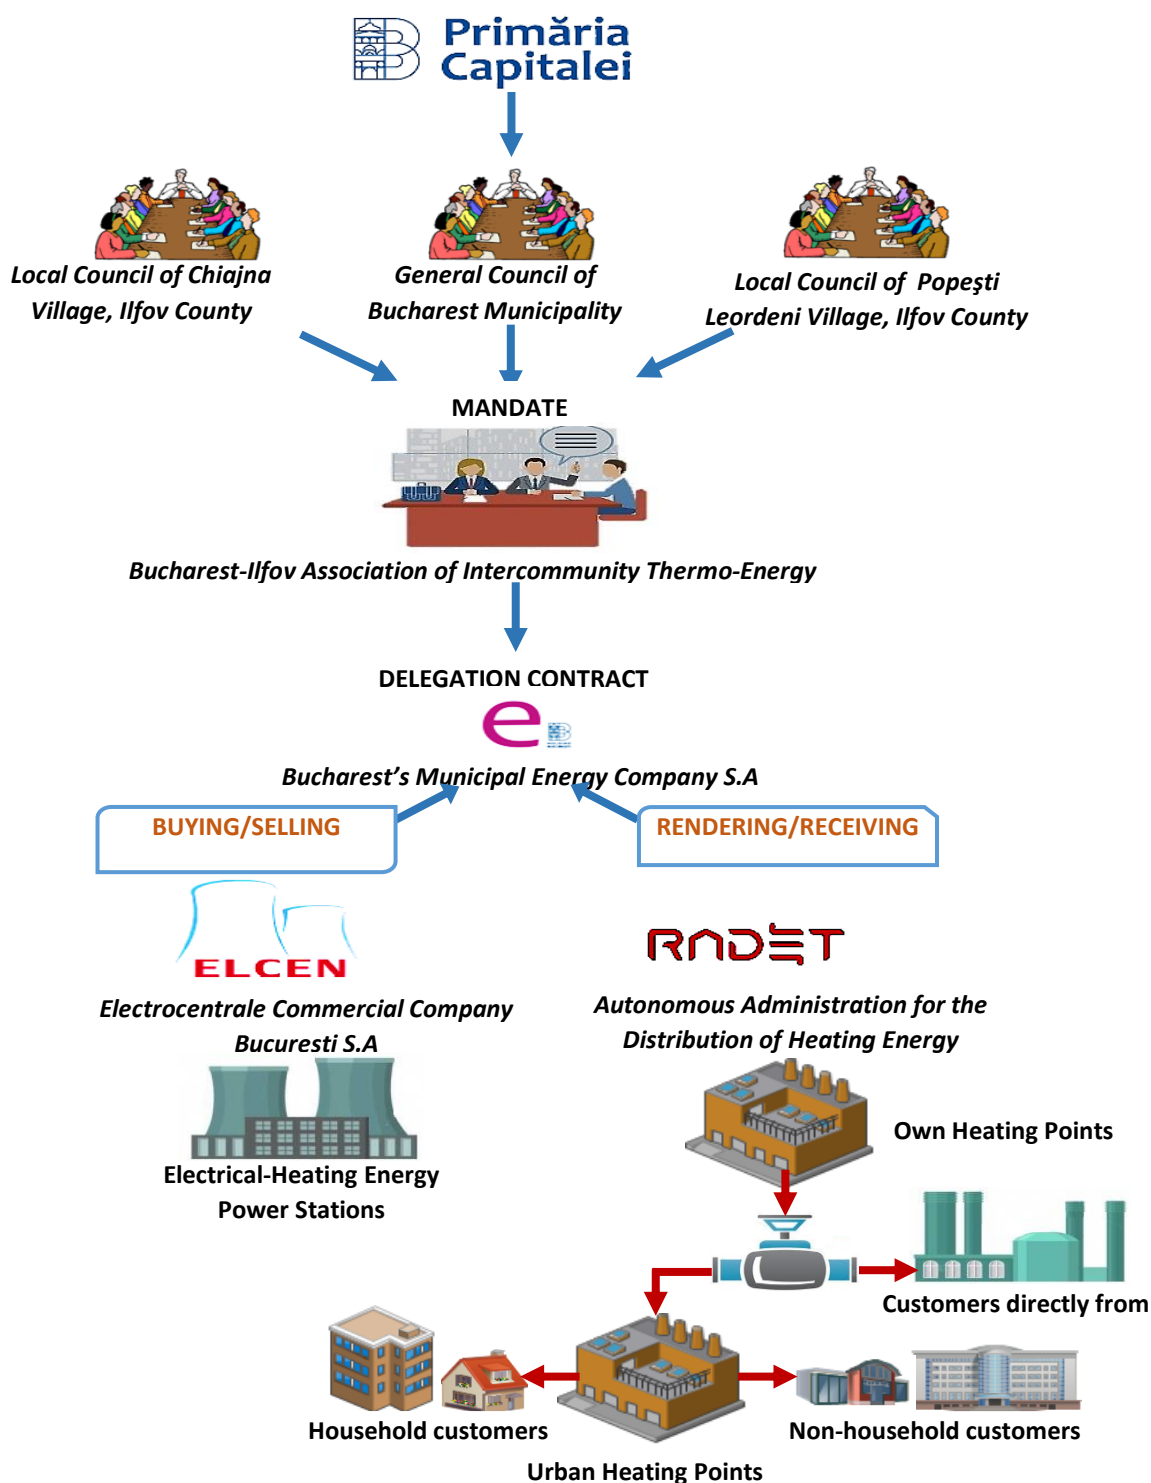 Primăria
Capitalei
Local Council of Chiajna
Village, Ilfov County
General Council of
Bucharest Municipality
Local Council of Popeşti
Leordeni Village, Ilfov County
MANDATE
Bucharest-Ilfov Association of Intercommunity Thermo-Energy
DELEGATION CONTRACT
e
Bucharest’s Municipal Energy Company S.A
BUYING/SELLING
RENDERING/RECEIVING
ELCEN
RADET
Electrocentrale Commercial Company
Bucuresti S.A
Autonomous Administration for the
Distribution of Heating Energy
Own Heating Points
Electrical-Heating Energy
Power Stations
Customers directly from
Household customers
Non-household customers
Urban Heating Points